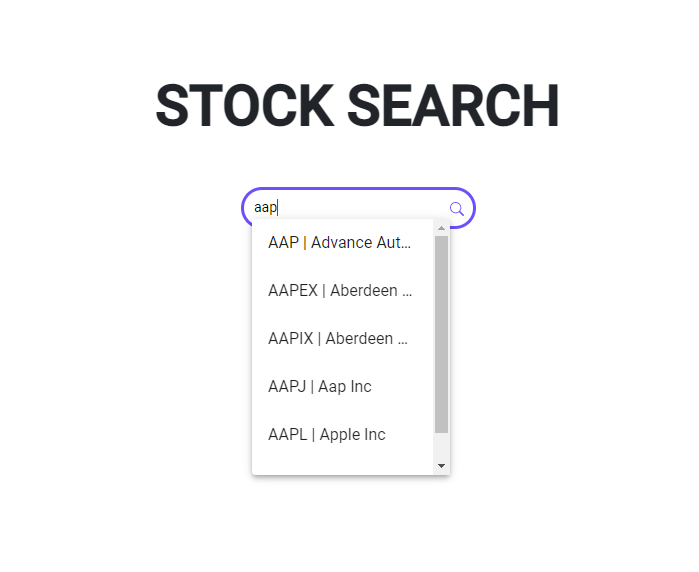 STOCK SEARCH
aap
AAP | Advance Aut...
AAPEX | Aberdeen ...
AAPIX | Aberdeen ...
AAPJ | Aap Inc
AAPL | Apple Inc